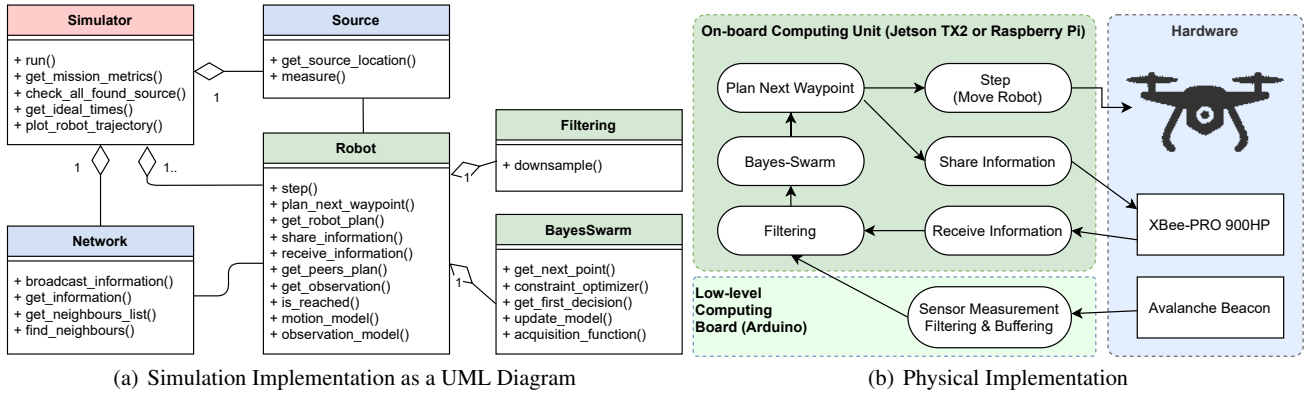 Simulator
+ run()
+ get_mission_metrics()
+ check_all_found_source()
+ get_ideal_times()
+ plot_robot_trajectory()
1
Source
+ get_source_location()
+ measure()
1
1..
Network
+ broadcast_information()
+ get_information()
+ get_neighbours_list()
+ find_neighbours()
Robot
+ step()
+ plan_next_waypoint()
+ get_robot_plan()
+ share_information()
+ receive_information()
+ get_peers_plan()
+ get_observation()
+ is_reached()
+ motion_model()
+ observation_model()
1
Filtering
+ downsample()
1
BayesSwarm
+ get_next_point()
+ constraint_optimizer()
+ get_first_decision()
+ update_model()
+ acquisition_function()
(a) Simulation Implementation as a UML Diagram
On-board Computing Unit (Jetson TX2 or Raspberry Pi)
Plan Next Waypoint
Step
(Move Robot)
Bayes-Swarm
Share Information
Filtering
Receive Information
Low-level
Computing
Board (Arduino)
Sensor Measurement
Filtering & Buffering
Hardware
XBee-PRO 900HP
Avalanche Beacon
(b) Physical Implementation